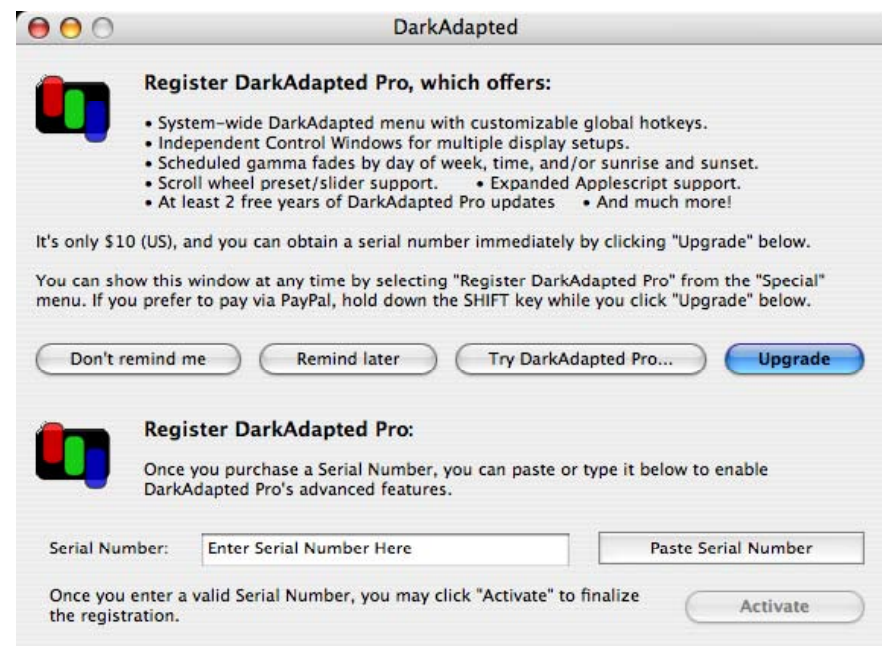 DarkAdapted
Register DarkAdapted Pro, which offers:
• System-wide DarkAdapted menu with customizable global hotkeys.
• Independent Control Windows for multiple display setups.
• Scheduled gamma fades by day of week, time, and/or sunrise and sunset.
• Scroll wheel preset/slider support. • Expanded Applescript support.
• At least 2 free years of DarkAdapted Pro updates • And much more!
It's only $10 (US), and you can obtain a serial number immediately by clicking "Upgrade" below.
You can show this window at any time by selecting "Register DarkAdapted Pro" from the "Special"
menu. If you prefer to pay via PayPal, hold down the SHIFT key while you click "Upgrade" below.
Don't remind me Remind later Try DarkAdapted Pro... Upgrade
Register DarkAdapted Pro:
Once you purchase a Serial Number, you can paste or type it below to enable
DarkAdapted Pro's advanced features.
Serial Number: Enter Serial Number Here Paste Serial Number
Once you enter a valid Serial Number, you may click "Activate" to finalize
the registration.
Activate